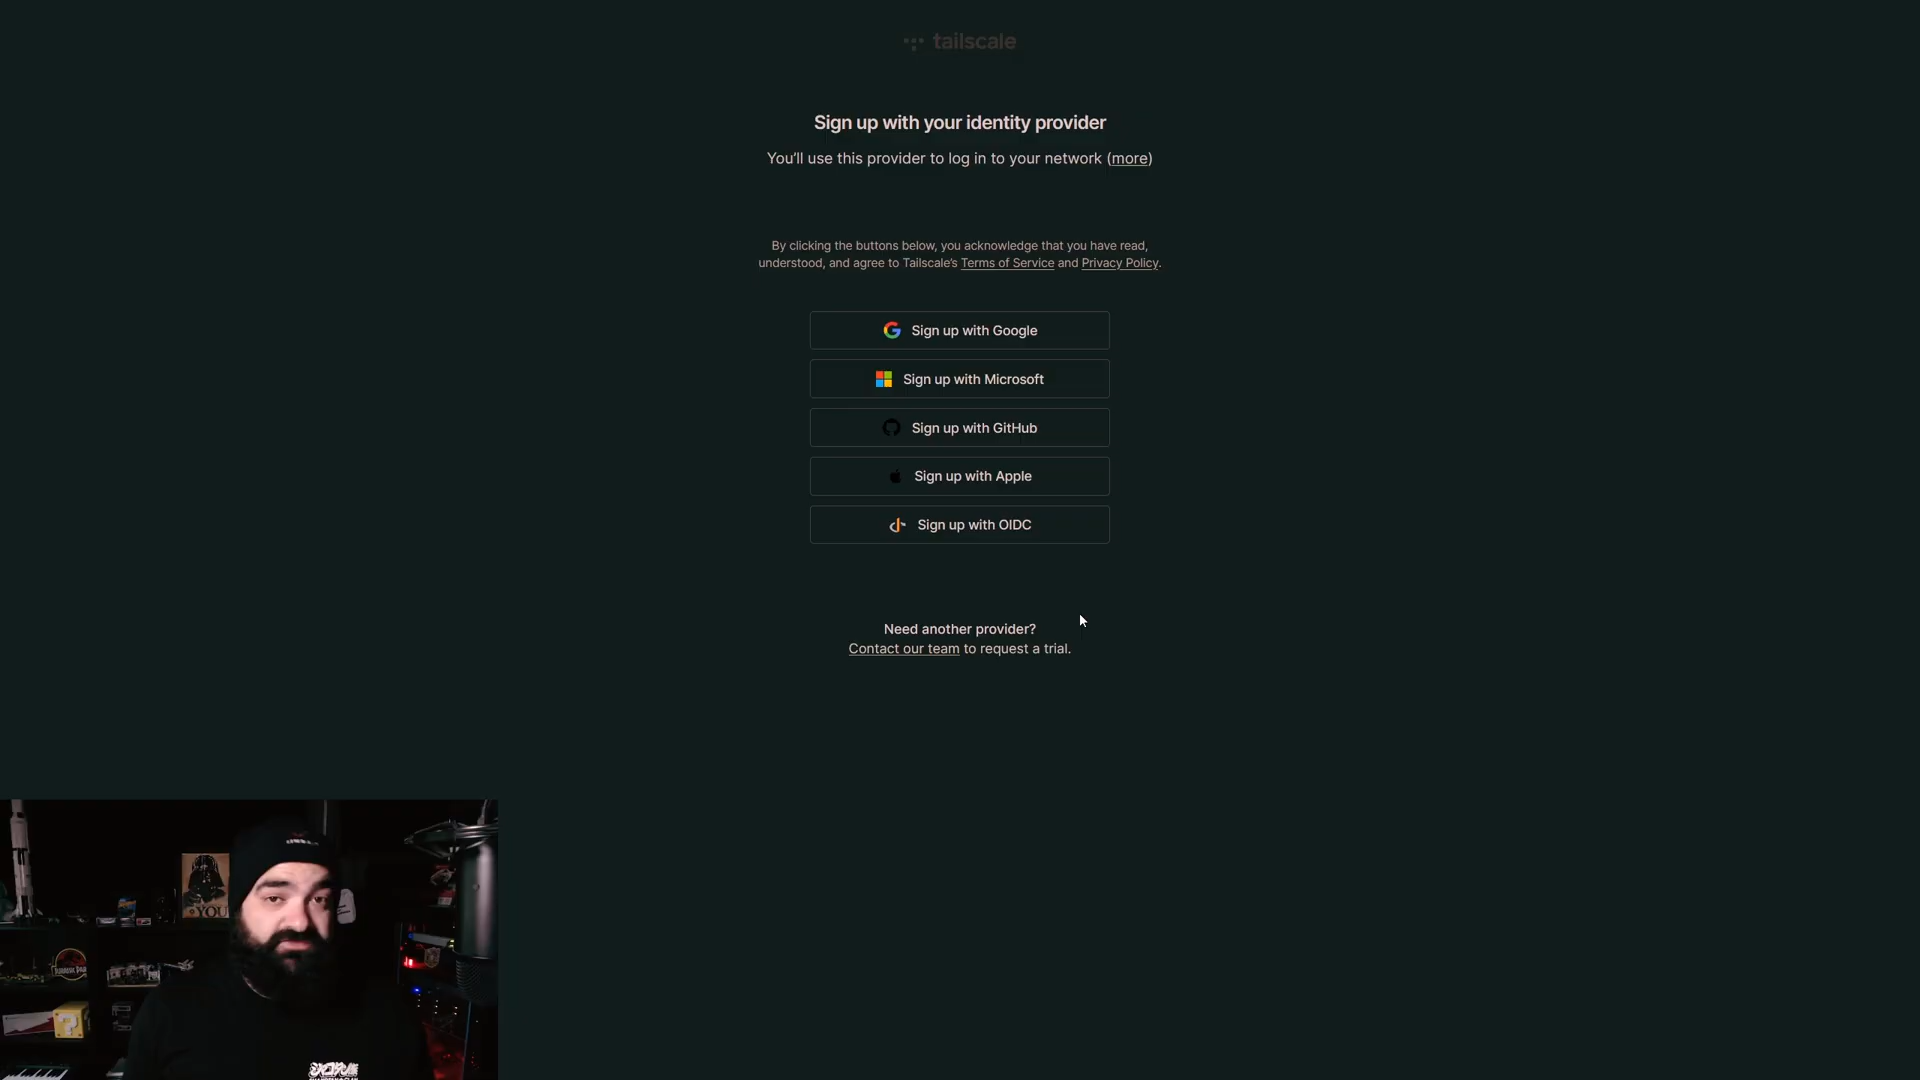 tailscale
Sign up with your identity provider
You'll use this provider to log in to your network (more)
By clicking the buttons below, you acknowledge that you have read,
understood, and agree to Tailscale's Terms of Service and Privacy Policy.
Sign up with Google
Sign up with Microsoft
Sign up with GitHub
Sign up with Apple
Sign up with OIDC
Need another provider?
Contact our team to request a trial.
YOU
JURASSIC PARK
?